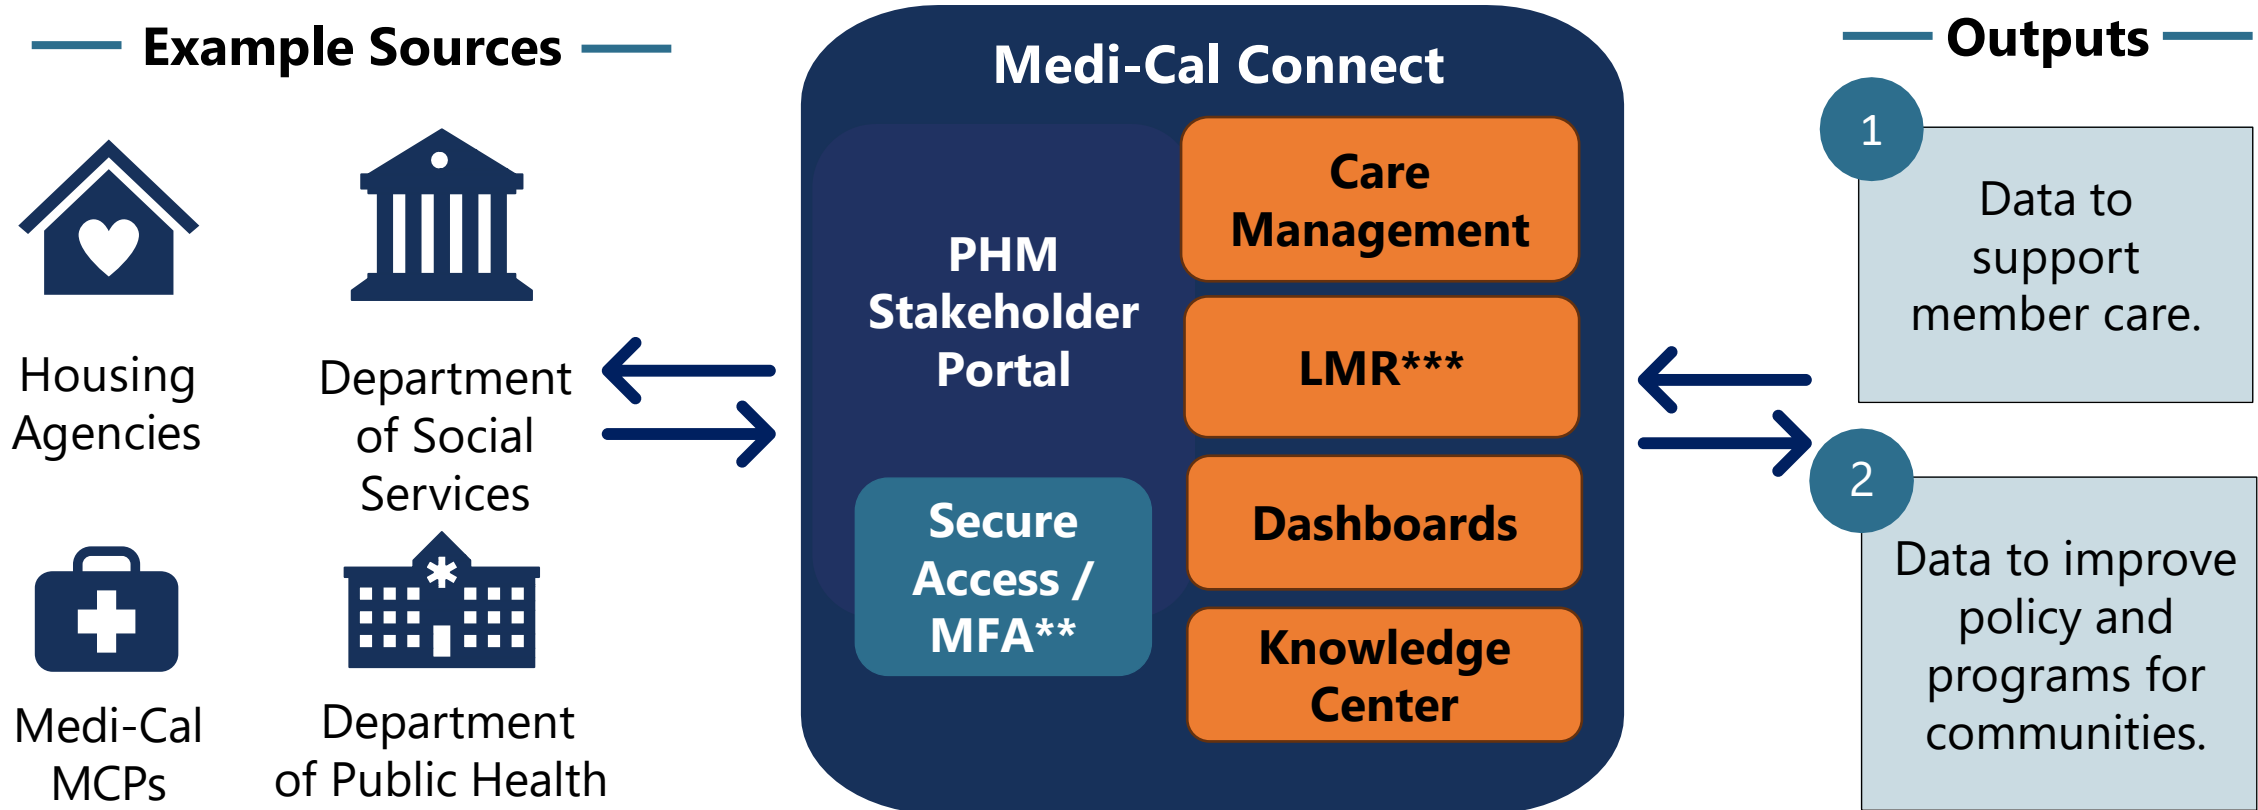 Example Sources
Housing
Agencies
Department
of Social
Services
Medi-Cal
MCPs
Department
of Public Health
Medi-Cal Connect
PHM
Stakeholder
Portal
Secure
Access /
MFA**
Care
Management
LMR***
Dashboards
Knowledge
Center
Outputs
1
Data to
support
member care.
2
Data to improve
policy and
programs for
communities.